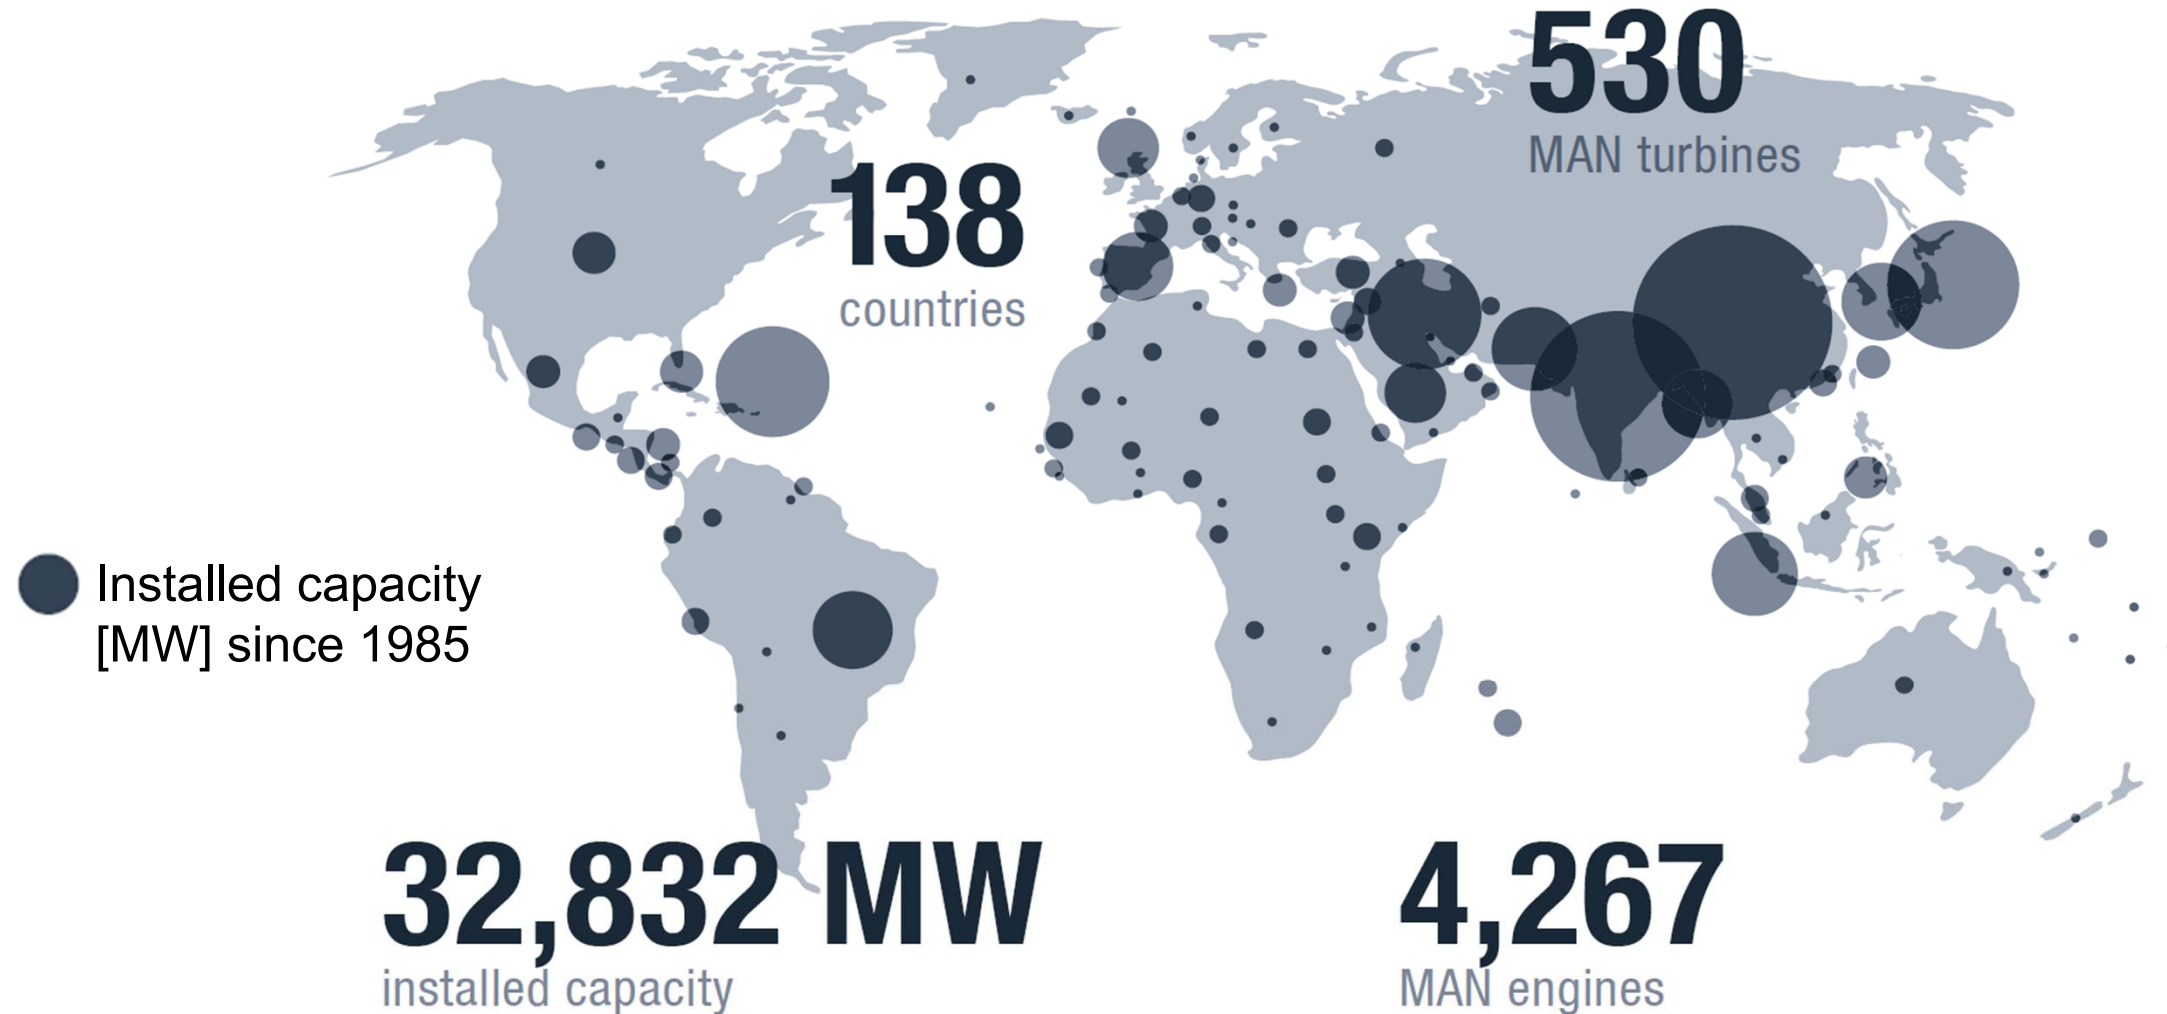 530
MAN turbines
138
countries
Installed capacity
[MW] since 1985
32,832 MW
installed capacity
4,267
MAN engines